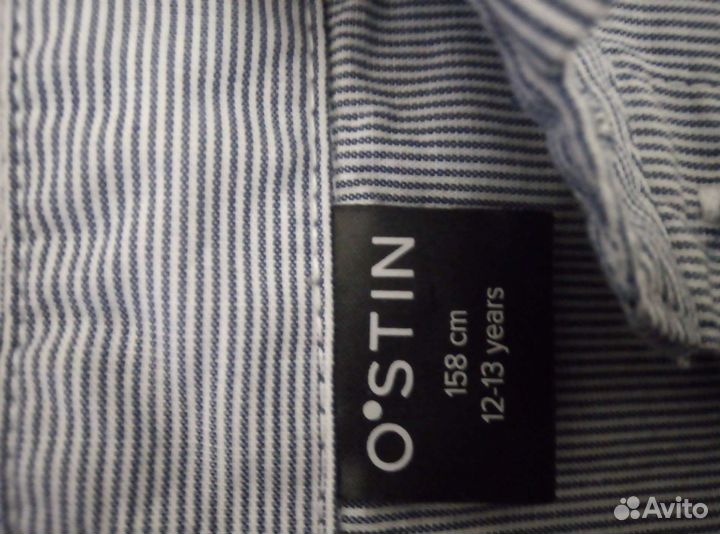 O'STIN
158 cm
12-13 years
Avito